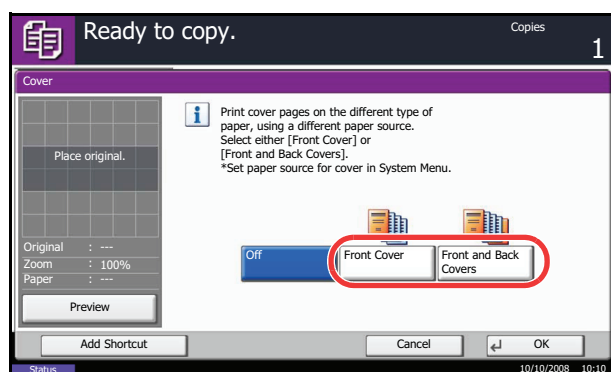 Ready to copy.
Copies
1
Cover
Place original.
Original : ---
Zoom : 100%
Paper : ---
Preview
Print cover pages on the different type of
paper, using a different paper source.
Select either [Front Cover] or
[Front and Back Covers].
*Set paper source for cover in System Menu.
Off
Front Cover
Front and Back
Covers
Add Shortcut
Cancel
OK
Status
10/10/2008 10:10